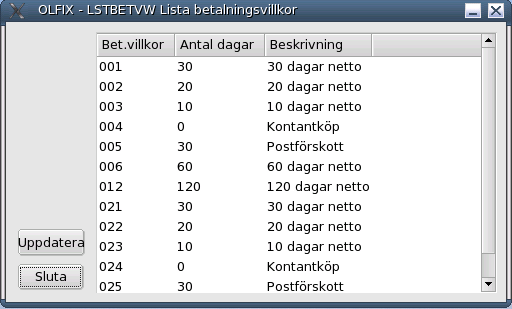 OLFIX - LSTBETVW Lista betalningsvillkor
Bet.villkor Antal dagar Beskrivning
001 30 30 dagar netto
002 20 20 dagar netto
003 10 10 dagar netto
004 0 Kontantköp
005 30 Postförskott
006 60 60 dagar netto
012 120 120 dagar netto
021 30 30 dagar netto
022 20 20 dagar netto
023 10 10 dagar netto
024 0 Kontantköp
025 30 Postförskott
Uppdatera
Sluta